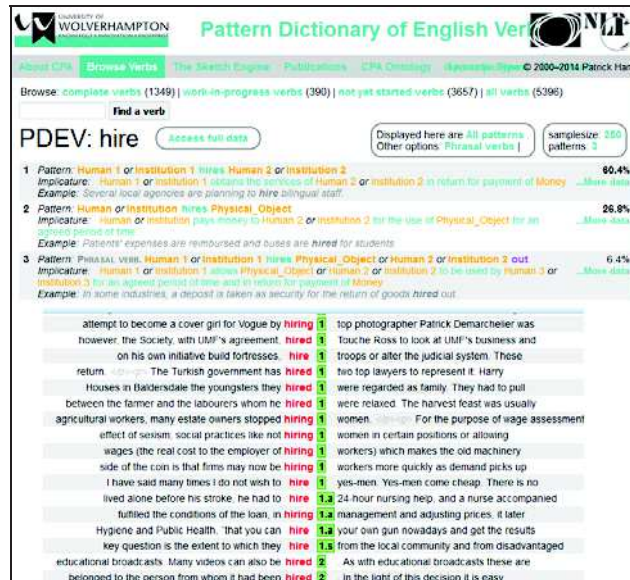 UNIVERSITY OF
WOLVERHAMPTON
Pattern Dictionary of English Ver
NLP
About CPA Browse Verbs The Sketch Engine Publications CPA Ontology © 2000–2014 Patrick Han
Browse: complete verbs (1349) | work-in-progress verbs (390) | not yet started verbs (3657) | all verbs (5396)
Find a verb
PDEV: hire
Access full data
Displayed here are All patterns
Other options: Phrasal verbs |
samplesize: 250
patterns: 3
1 Pattern: Human 1 or Institution 1 hires Human 2 or Institution 2 60.4%
Implicature: Human 1 or Institution 1 obtains the services of Human 2 or Institution 2 in return for payment of Money ...More data
Example: Several local agencies are planning to hire bilingual staff.
2 Pattern: Human or Institution hires Physical_Object 26.8%
Implicature: Human or Institution pays money to Human 2 or Institution 2 for the use of Physical_Object for an ...More data
agreed period of time
Example: Patients' expenses are reimbursed and buses are hired for students
3 Pattern: PHRASAL VERB. Human 1 or Institution 1 hires Physical_Object or Human 2 or Institution 2 out 6.4%
Implicature: Human 1 or Institution 1 allows Physical_Object or Human 2 or Institution 2 to be used by Human 3 or ...More data
Institution 3 for an agreed period of time and in return for payment of Money
Example: In some industries, a deposit is taken as security for the return of goods hired out.
attempt to become a cover girl for Vogue by hiring 1 top photographer Patrick Demarchelier was
however, the Society, with UMF's agreement, hired 1 Touche Ross to look at UMF's business and
on his own initiative build fortresses, hire 1 troops or alter the judicial system. These
return. The Turkish government has hired 1 two top lawyers to represent it. Harry
Houses in Baldersdale the youngsters they hired 1 were regarded as family. They had to pull
between the farmer and the labourers whom he hired 1 were relaxed. The harvest feast was usually
agricultural workers, many estate owners stopped hiring 1 women. For the purpose of wage assessment
effect of sexism, social practices like not hiring 1 women in certain positions or allowing
wages (the real cost to the employer of hiring 1 workers) which makes the old machinery
side of the coin is that firms may now be hiring 1 workers more quickly as demand picks up
I have said many times I do not wish to hire 1 yes-men. Yes-men come cheap. There is no
lived alone before his stroke, he had to hire 1.a 24-hour nursing help, and a nurse accompanied
fulfilled the conditions of the loan, in hiring 1.a management and adjusting prices, it later
Hygiene and Public Health, "that you can hire 1.a your own gun nowadays and get the results
key question is the extent to which they hire 1.s from the local community and from disadvantaged
educational broadcasts. Many videos can also be hired 2 As with educational broadcasts these are
belonged to the person from whom it had been hired 2 In the light of this decision it is easy